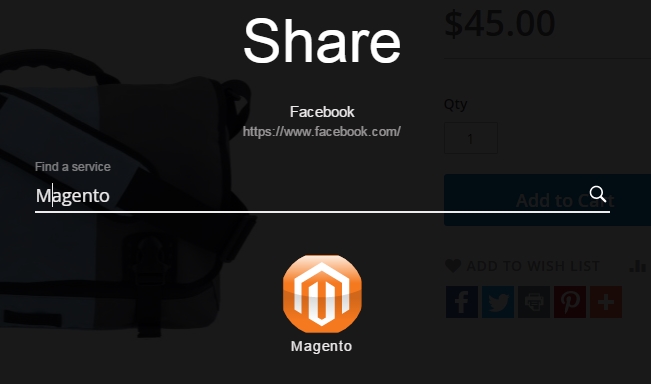 Share
$45.00
Facebook
https://www.facebook.com/
Qty
1
Find a service
Magento
Add to Cart
ADD TO WISH LIST
Magento